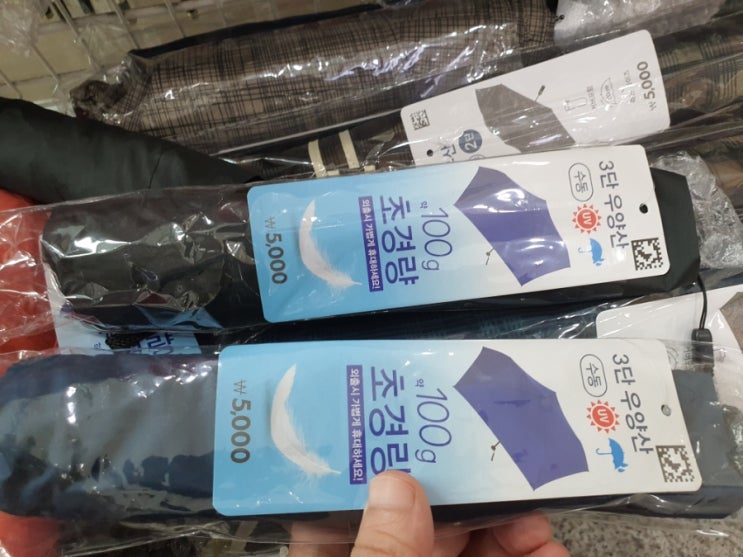 3단 우양산
수동
UV
약 100g
초경량
외출시 가볍게 휴대하세요!
₩5,000
3단 우양산
수동
UV
약 100g
초경량
외출시 가볍게 휴대하세요!
₩5,000
₩5,000